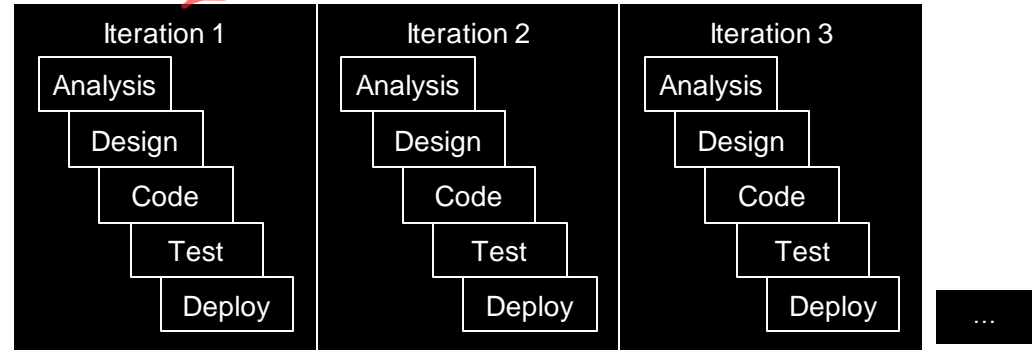 Iteration 1
Analysis
Design
Code
Test
Deploy
Iteration 2
Analysis
Design
Code
Test
Deploy
Iteration 3
Analysis
Design
Code
Test
Deploy
…